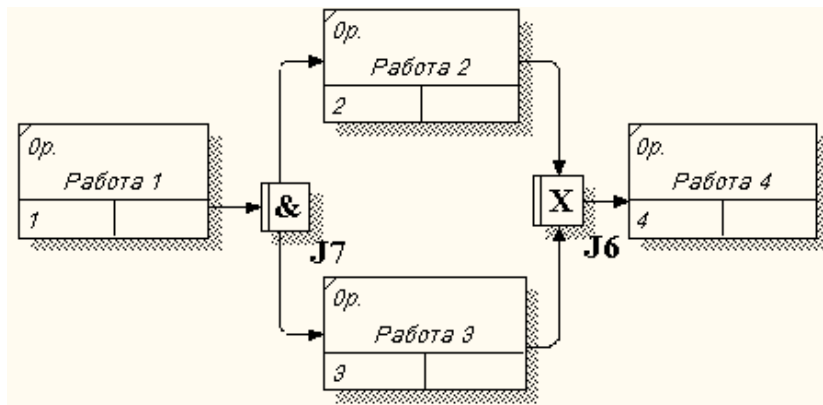 0р.
Работа 1
1
&
J7
0р.
Работа 2
2
0р.
Работа 3
3
X
J6
0р.
Работа 4
4